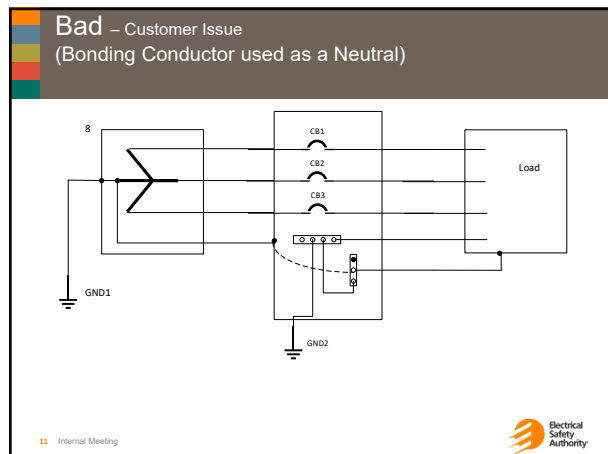 Bad – Customer Issue
(Bonding Conductor used as a Neutral)
8
CB1
CB2
CB3
Load
GND1
GND2
11 Internal Meeting
Electrical
Safety
Authority